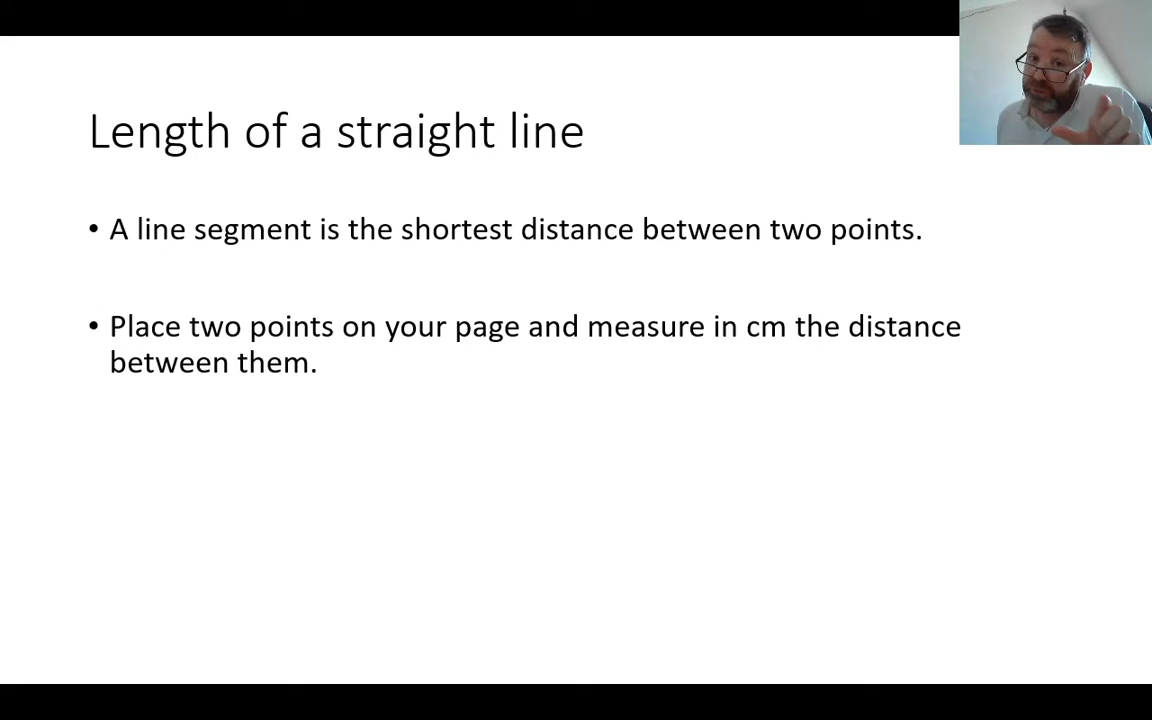 Length of a straight line
• A line segment is the shortest distance between two points.
• Place two points on your page and measure in cm the distance
between them.